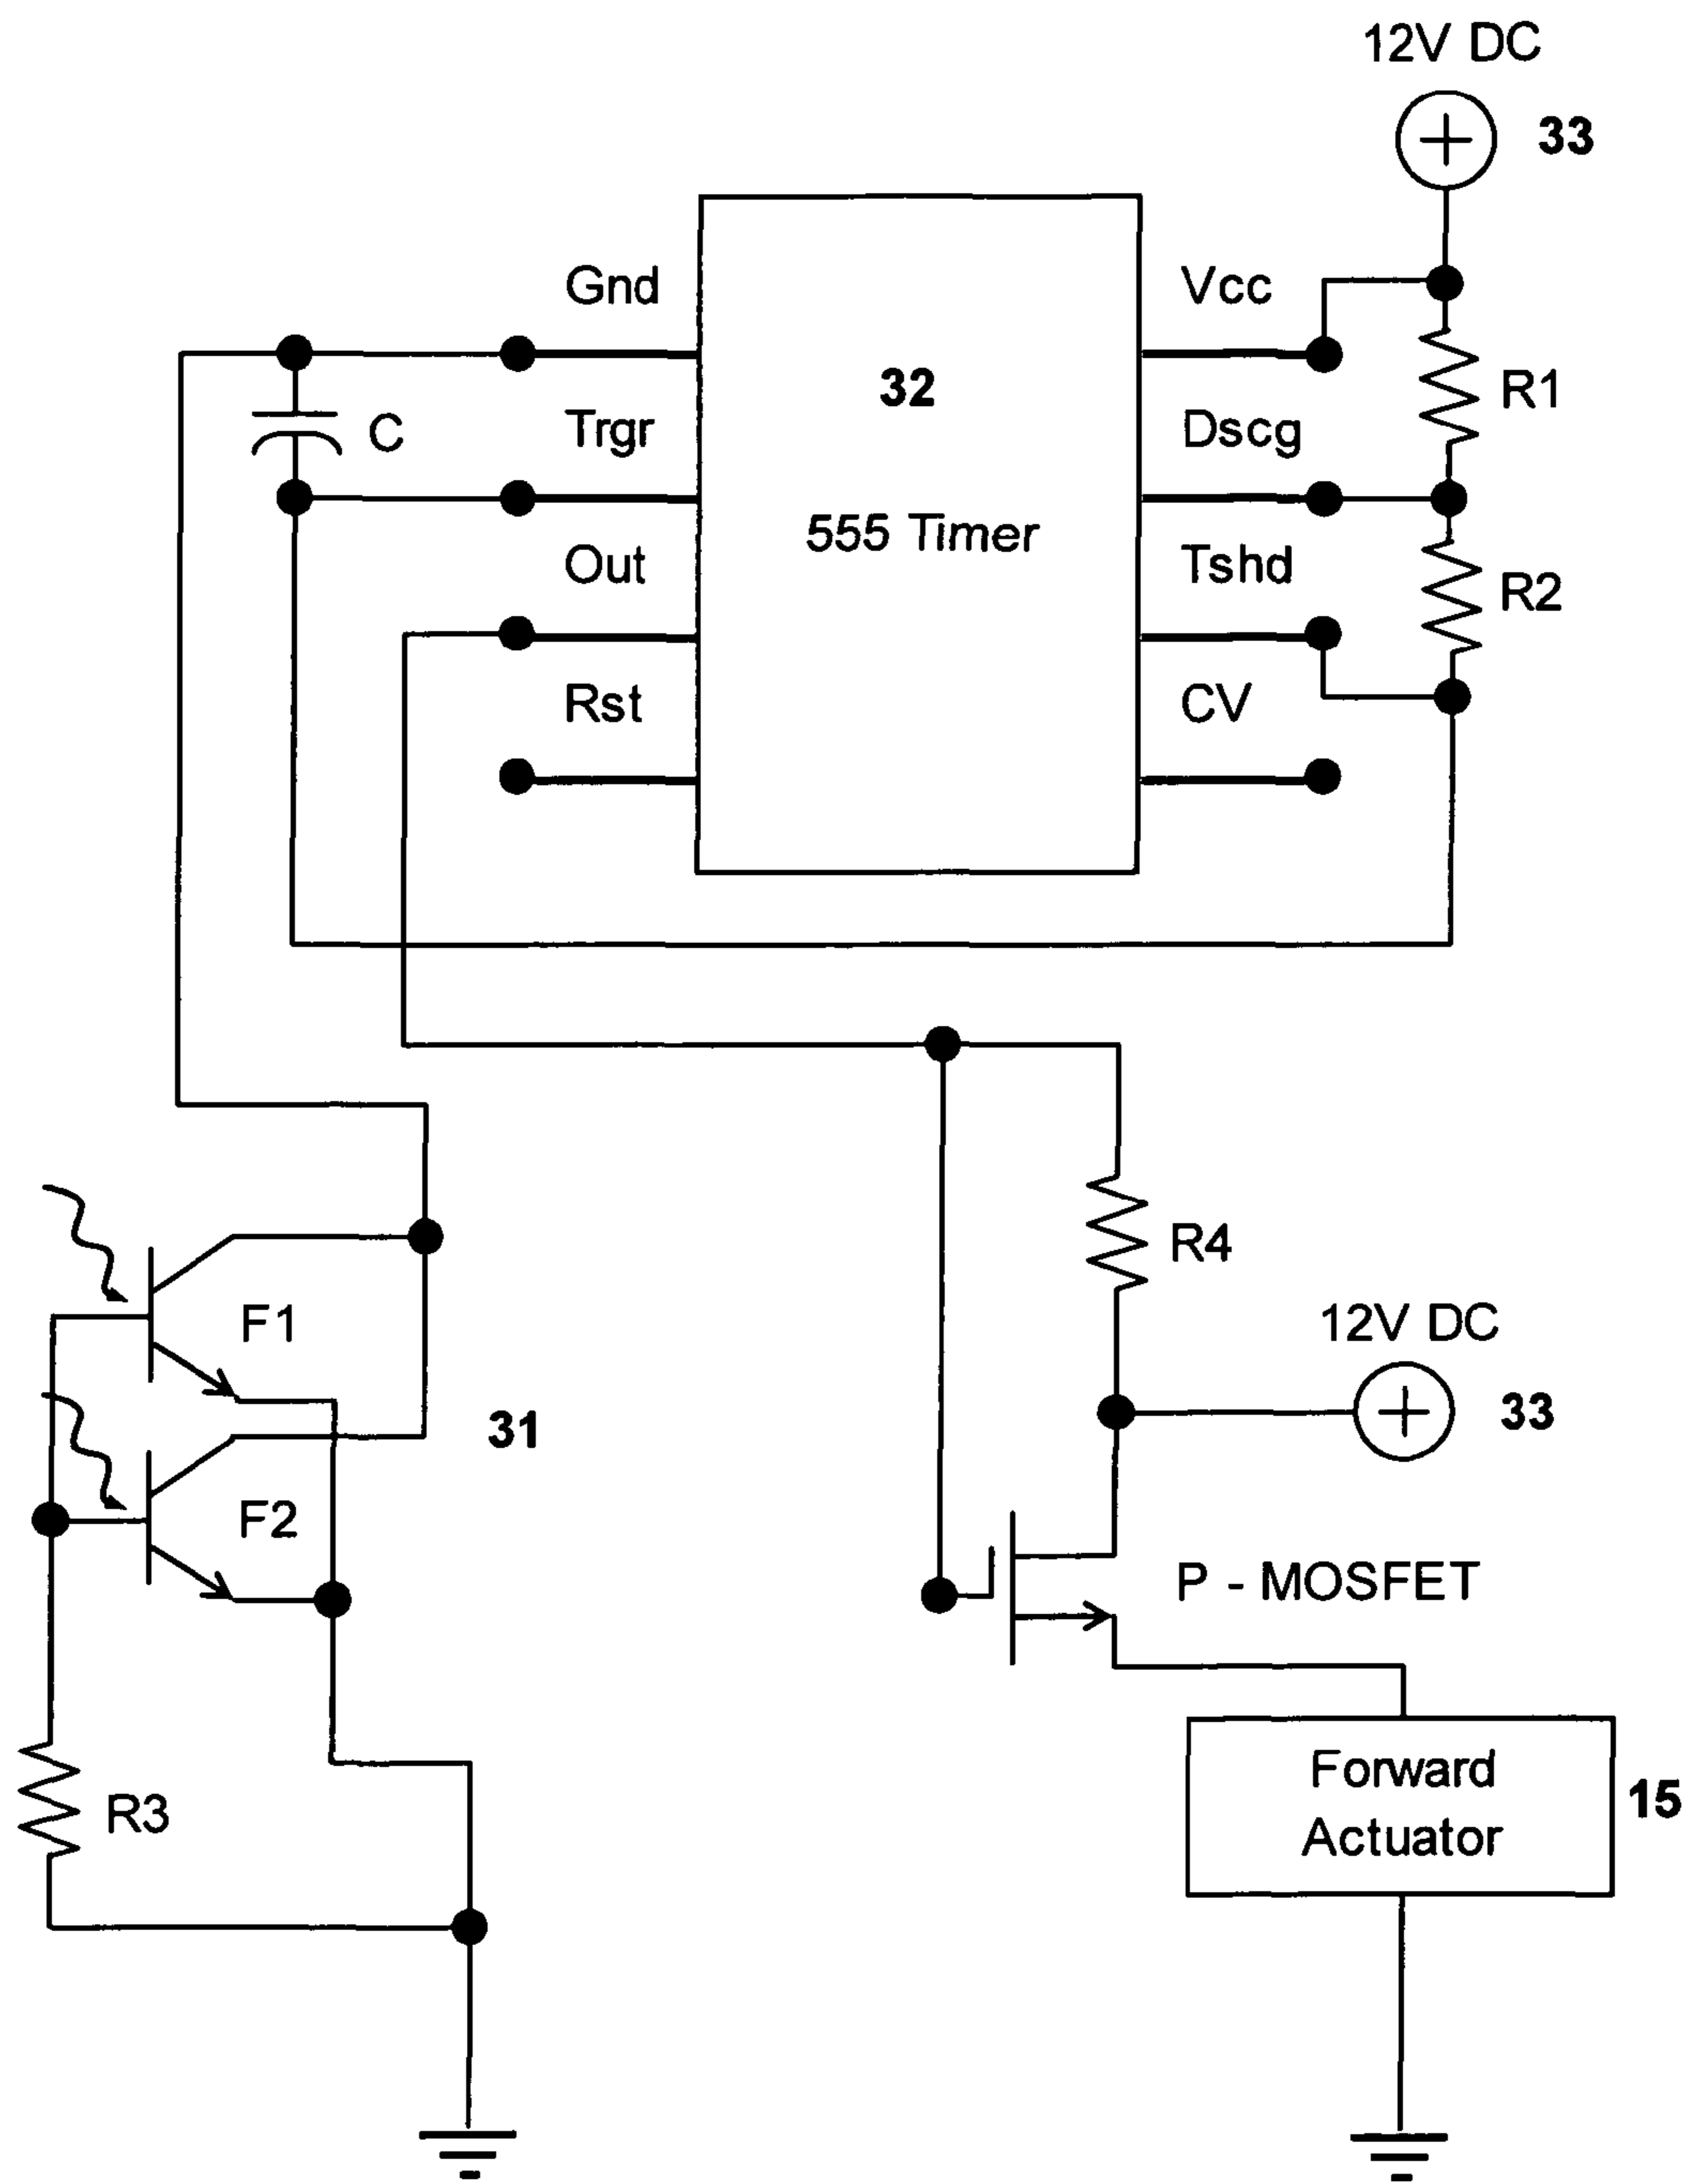 12V DC
33
Gnd
Vcc
32
R1
C
Trgr
Dscg
555 Timer
Out
Tshd
R2
Rst
CV
R4
F1
12V DC
31
33
F2
P - MOSFET
Forward
Actuator
15
R3